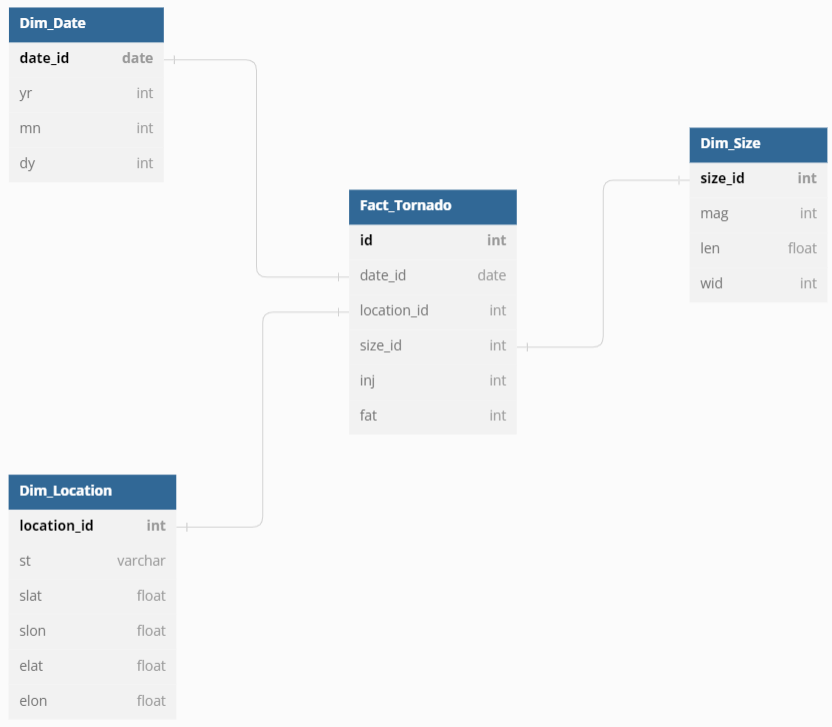 Dim_Date
date_id date
yr int
mn int
dy int
Dim_Size
size_id int
mag int
len float
wid int
Fact_Tornado
id int
date_id date
location_id int
size_id int
inj int
fat int
Dim_Location
location_id int
st varchar
slat float
slon float
elat float
elon float